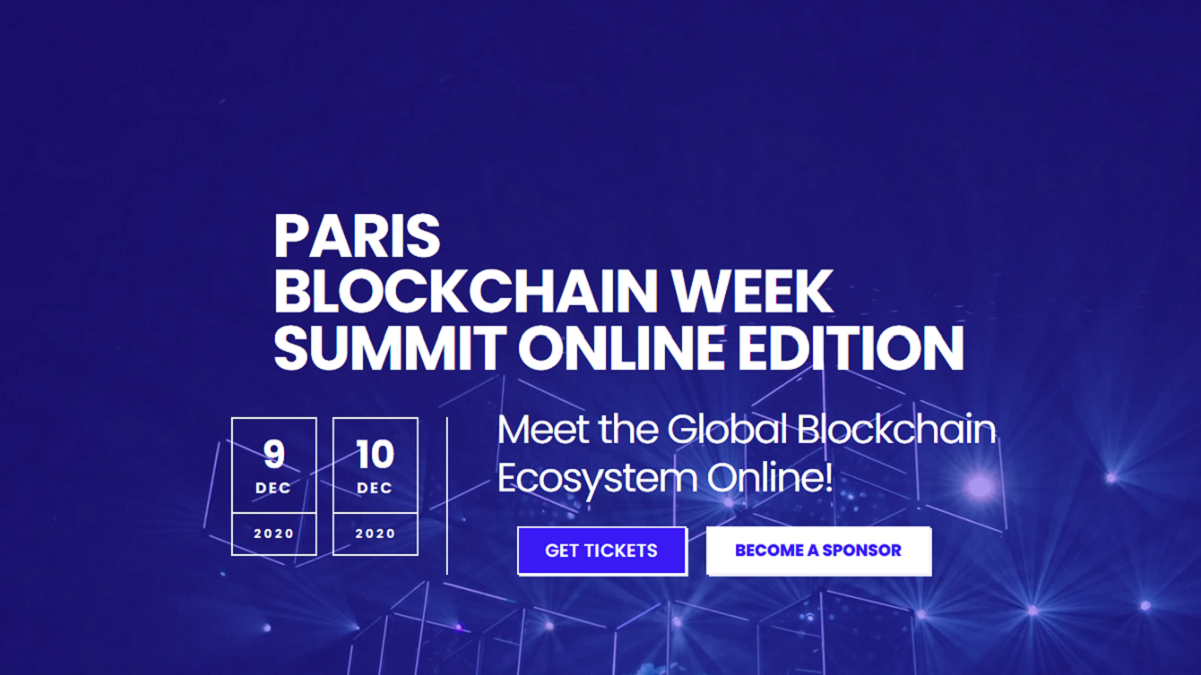 PARIS
BLOCKCHAIN WEEK
SUMMIT ONLINE EDITION
9
DEC
2020
10
DEC
2020
Meet the Global Blockchain
Ecosystem Online!
GET TICKETS
BECOME A SPONSOR